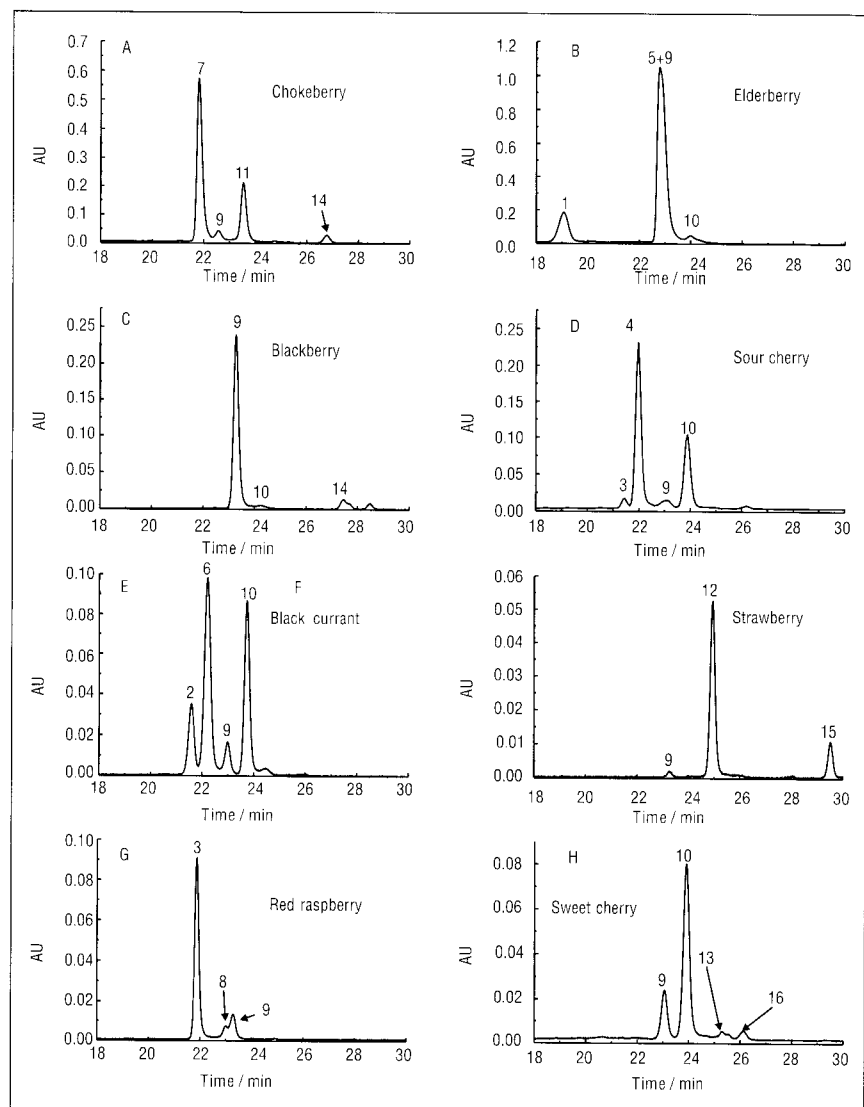 A
Chokeberry
AU
0.7
0.6
0.5
0.4
0.3
0.2
0.1
0.0
7
9
11
14
18 20 22 24 26 28 30
Time / min
B
Elderberry
AU
1.2
1.0
0.8
0.6
0.4
0.2
0.0
1
5+9
10
18 20 22 24 26 28 30
Time / min
C
Blackberry
AU
0.25
0.20
0.15
0.10
0.05
0.00
9
10
14
18 20 22 24 26 28 30
Time / min
D
Sour cherry
AU
0.25
0.20
0.15
0.10
0.05
0.00
3
4
9
10
18 20 22 24 26 28 30
Time / min
E
Black currant
AU
0.10
0.08
0.06
0.04
0.02
0.00
2
6
9
10
18 20 22 24 26 28 30
Time / min
F
Strawberry
AU
0.06
0.05
0.04
0.03
0.02
0.01
0.00
9
12
15
18 20 22 24 26 28 30
Time / min
G
Red raspberry
AU
0.10
0.08
0.06
0.04
0.02
0.00
3
8
9
18 20 22 24 26 28 30
Time / min
H
Sweet cherry
AU
0.08
0.06
0.04
0.02
0.00
9
10
13
16
18 20 22 24 26 28 30
Time / min